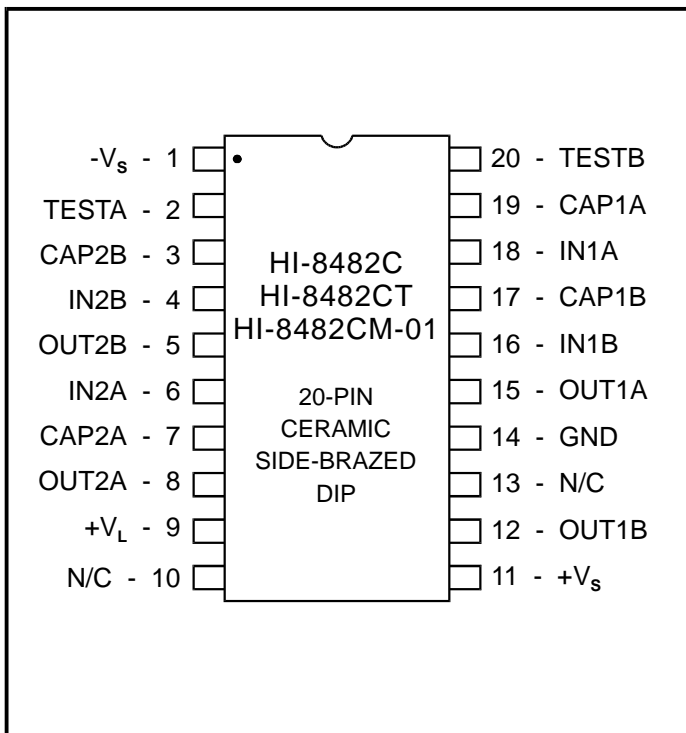 -VS - 1
TESTA - 2
CAP2B - 3
IN2B - 4
OUT2B - 5
IN2A - 6
CAP2A - 7
OUT2A - 8
+VL - 9
N/C - 10
HI-8482C
HI-8482CT
HI-8482CM-01
20-PIN
CERAMIC
SIDE-BRAZED
DIP
20 - TESTB
19 - CAP1A
18 - IN1A
17 - CAP1B
16 - IN1B
15 - OUT1A
14 - GND
13 - N/C
12 - OUT1B
11 - +VS